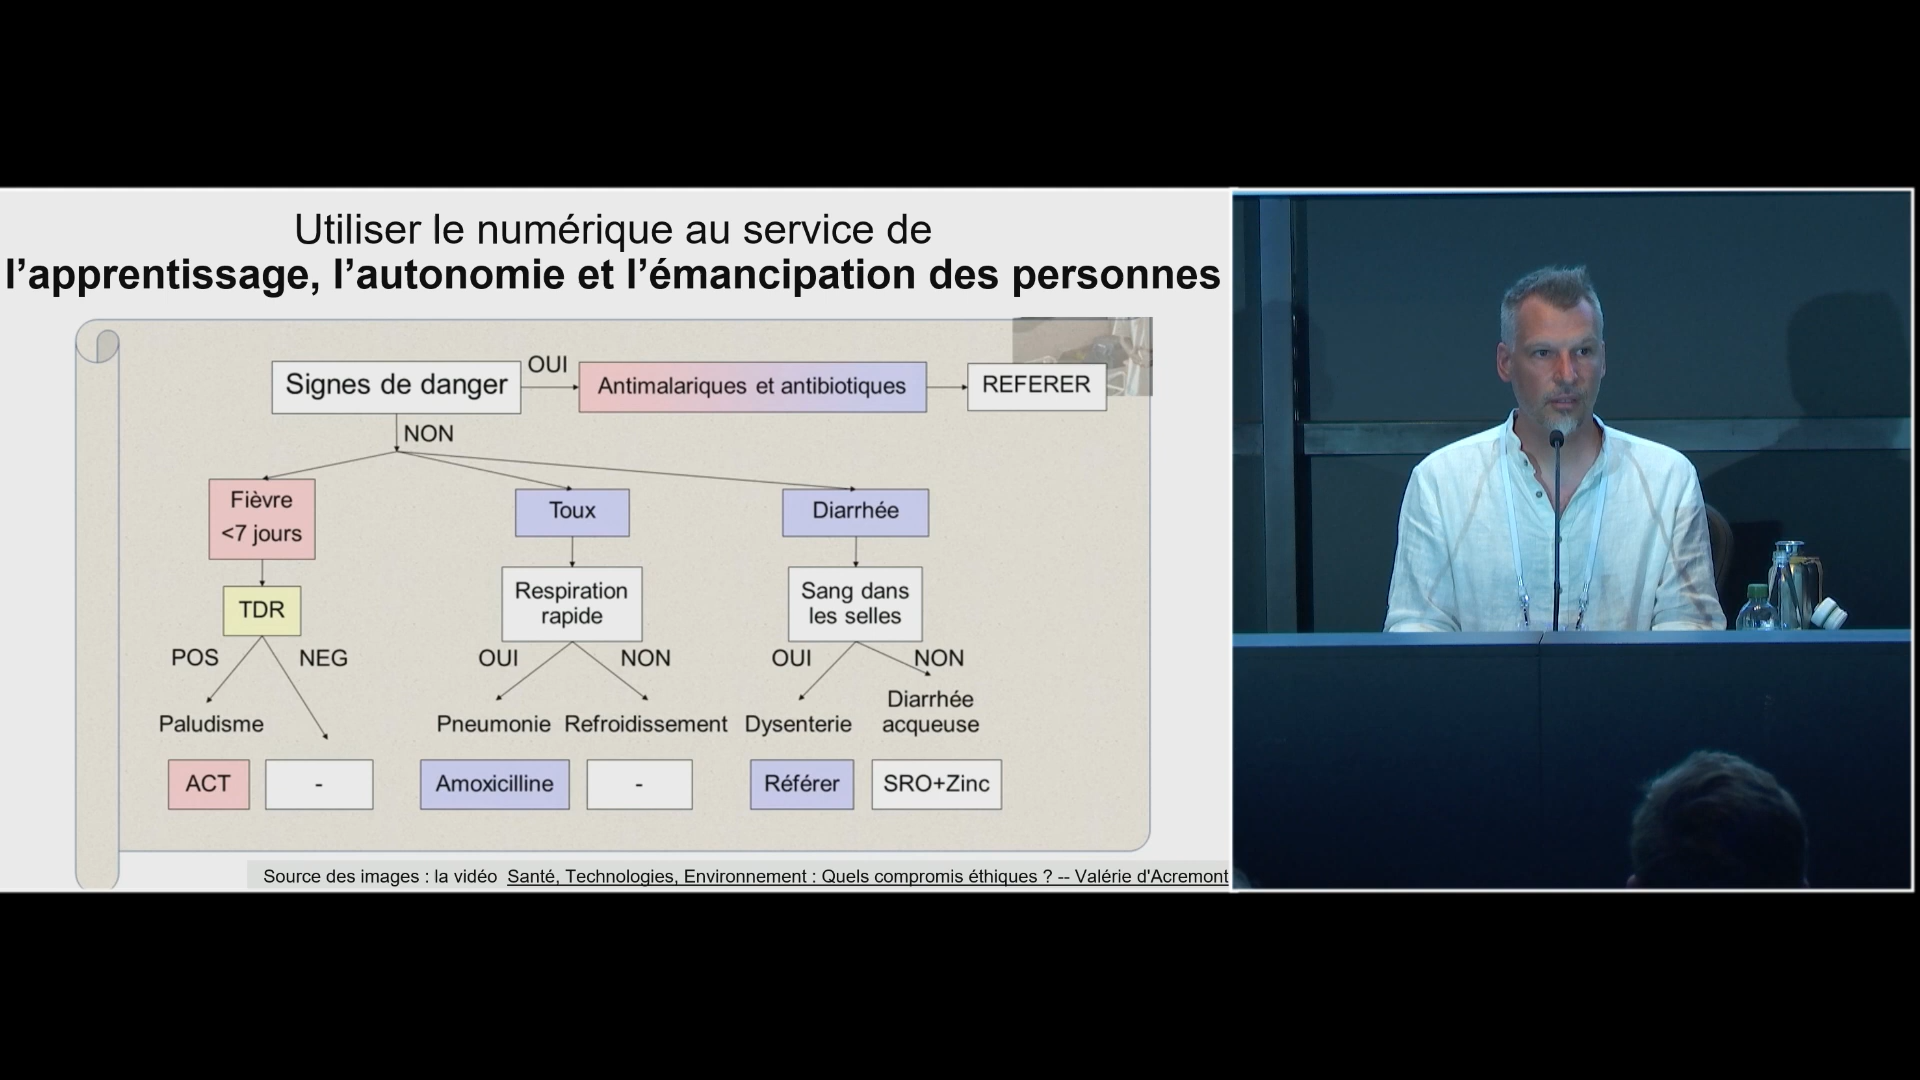 Utiliser le numérique au service de
l’apprentissage, l’autonomie et l’émancipation des personnes
Signes de danger
OUI
Antimalariques et antibiotiques
REFERER
NON
Fièvre
<7 jours
Toux
Diarrhée
TDR
Respiration
rapide
Sang dans
les selles
POS
NEG
OUI
NON
OUI
NON
Paludisme
Pneumonie
Refroidissement
Dysenterie
Diarrhée
acqueuse
ACT
-
Amoxicilline
-
Référer
SRO+Zinc
Source des images : la vidéo Santé, Technologies, Environnement : Quels compromis éthiques ? -- Valérie d'Acremont